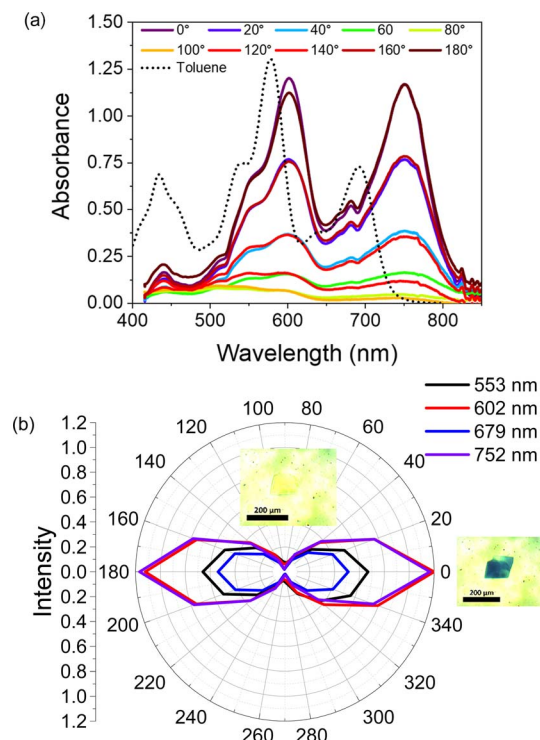 (a)
0° 20° 40° 60 80°
100° 120° 140° 160° 180°
Toluene
1.50
1.25
1.00
0.75
0.50
0.25
0.00
Absorbance
400 500 600 700 800
Wavelength (nm)
553 nm
602 nm
679 nm
752 nm
(b)
1.2
1.0
0.8
0.6
0.4
0.2
0.0
0.2
0.4
0.6
0.8
1.0
1.2
Intensity
100 80
120 60
140 40
160 20
180 0
200 340
220 320
240 300
260 280
200 µm
200 µm